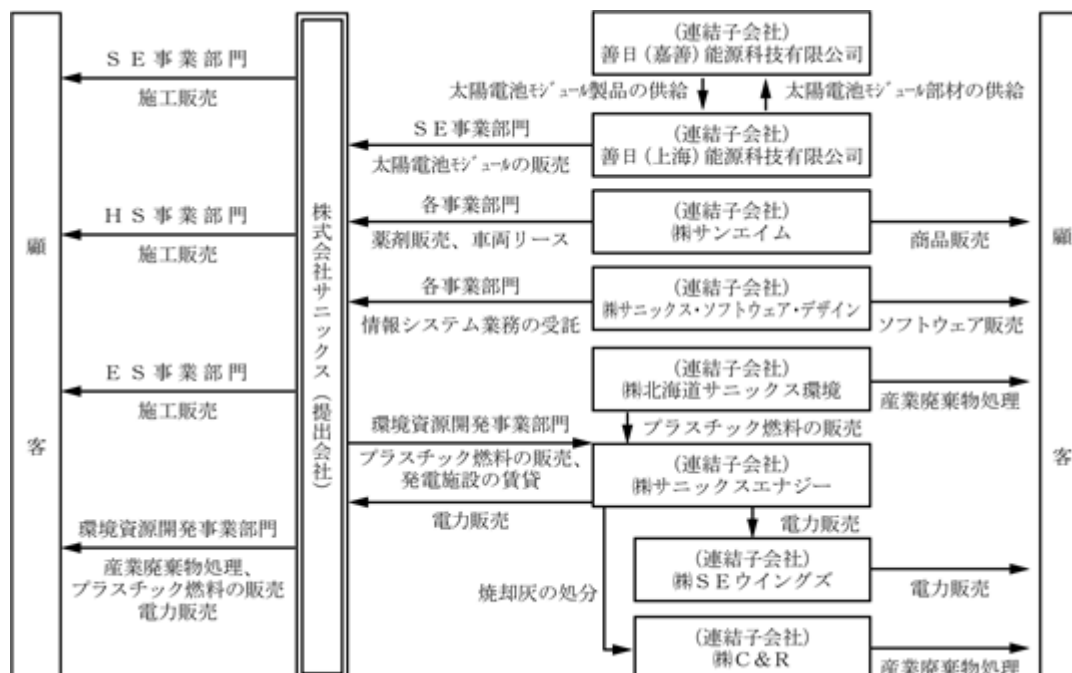 顧
客
ＳＥ事業部門
施工販売
ＨＳ事業部門
施工販売
ＥＳ事業部門
施工販売
環境資源開発事業部門
産業廃棄物処理、
プラスチック燃料の販売
電力販売
株式会社サニックス（提出会社）
ＳＥ事業部門
太陽電池ﾓｼﾞｭｰﾙの販売
各事業部門
薬剤販売、車両リース
各事業部門
情報システム業務の受託
環境資源開発事業部門
プラスチック燃料の販売、
発電施設の賃貸
電力販売
(連結子会社)
善日(嘉善)能源科技有限公司
太陽電池ﾓｼﾞｭｰﾙ製品の供給
太陽電池ﾓｼﾞｭｰﾙ部材の供給
(連結子会社)
善日(上海)能源科技有限公司
(連結子会社)
㈱サンエイム
商品販売
(連結子会社)
㈱サニックス・ソフトウェア・デザイン
ソフトウェア販売
(連結子会社)
㈱北海道サニックス環境
産業廃棄物処理
プラスチック燃料の販売
(連結子会社)
㈱サニックスエナジー
電力販売
(連結子会社)
㈱ＳＥウイングズ
電力販売
焼却灰の処分
(連結子会社)
㈱Ｃ＆Ｒ
産業廃棄物処理
顧
客